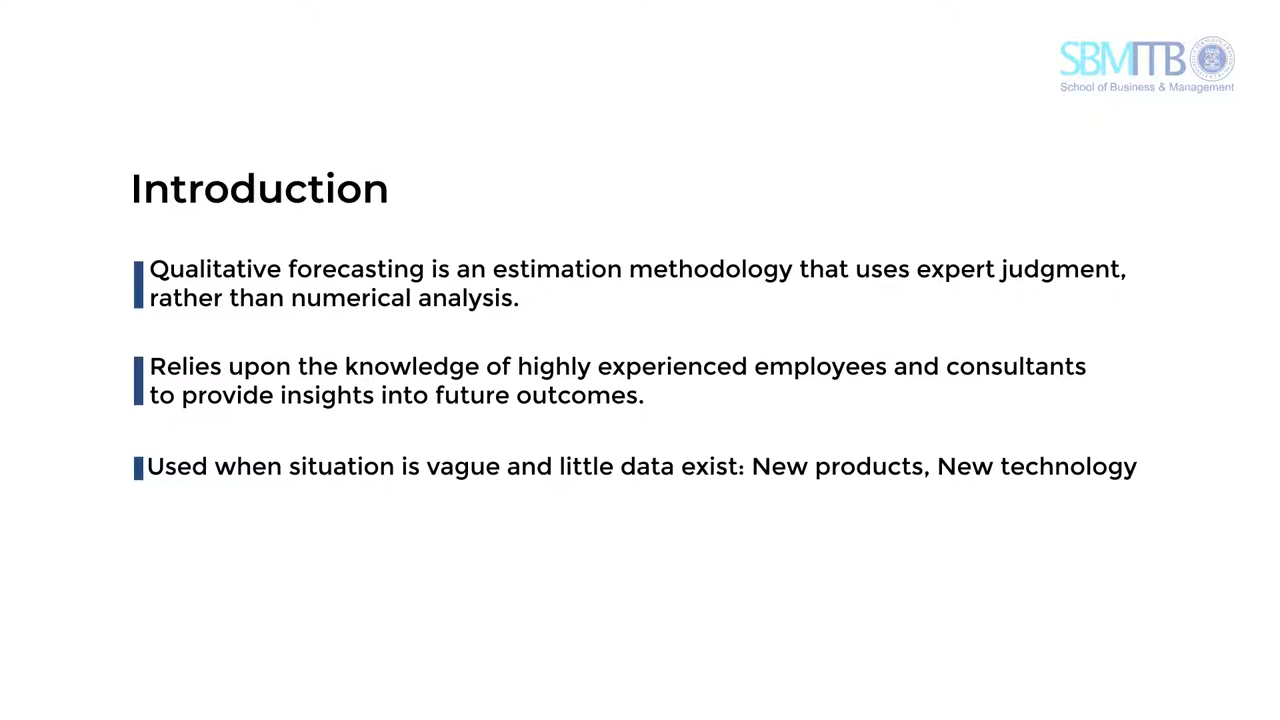 SBMITB
School of Business & Management
Introduction
Qualitative forecasting is an estimation methodology that uses expert judgment,
rather than numerical analysis.
Relies upon the knowledge of highly experienced employees and consultants
to provide insights into future outcomes.
Used when situation is vague and little data exist: New products, New technology